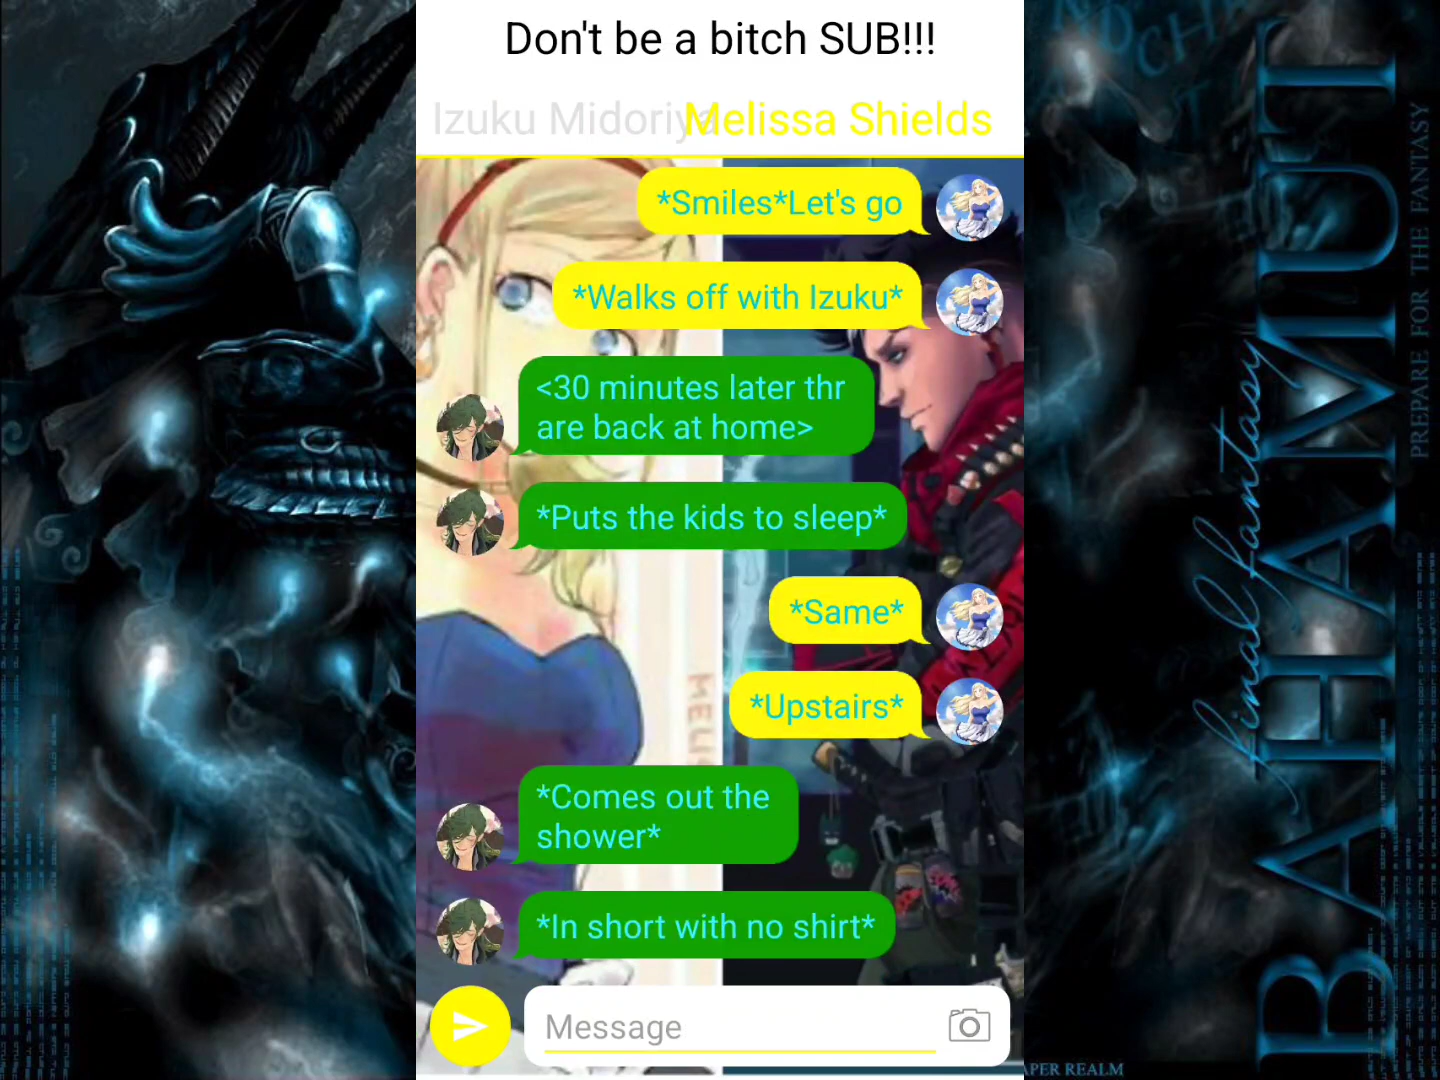 Don't be a bitch SUB!!!
Izuku Midoriya
Melissa Shields
*Smiles*Let's go
*Walks off with Izuku*
<30 minutes later thr
are back at home>
*Puts the kids to sleep*
*Same*
*Upstairs*
*Comes out the
shower*
*In short with no shirt*
Message
final fantasy
BAHAMUT
PREPARE FOR THE FANTASY
APER REALM